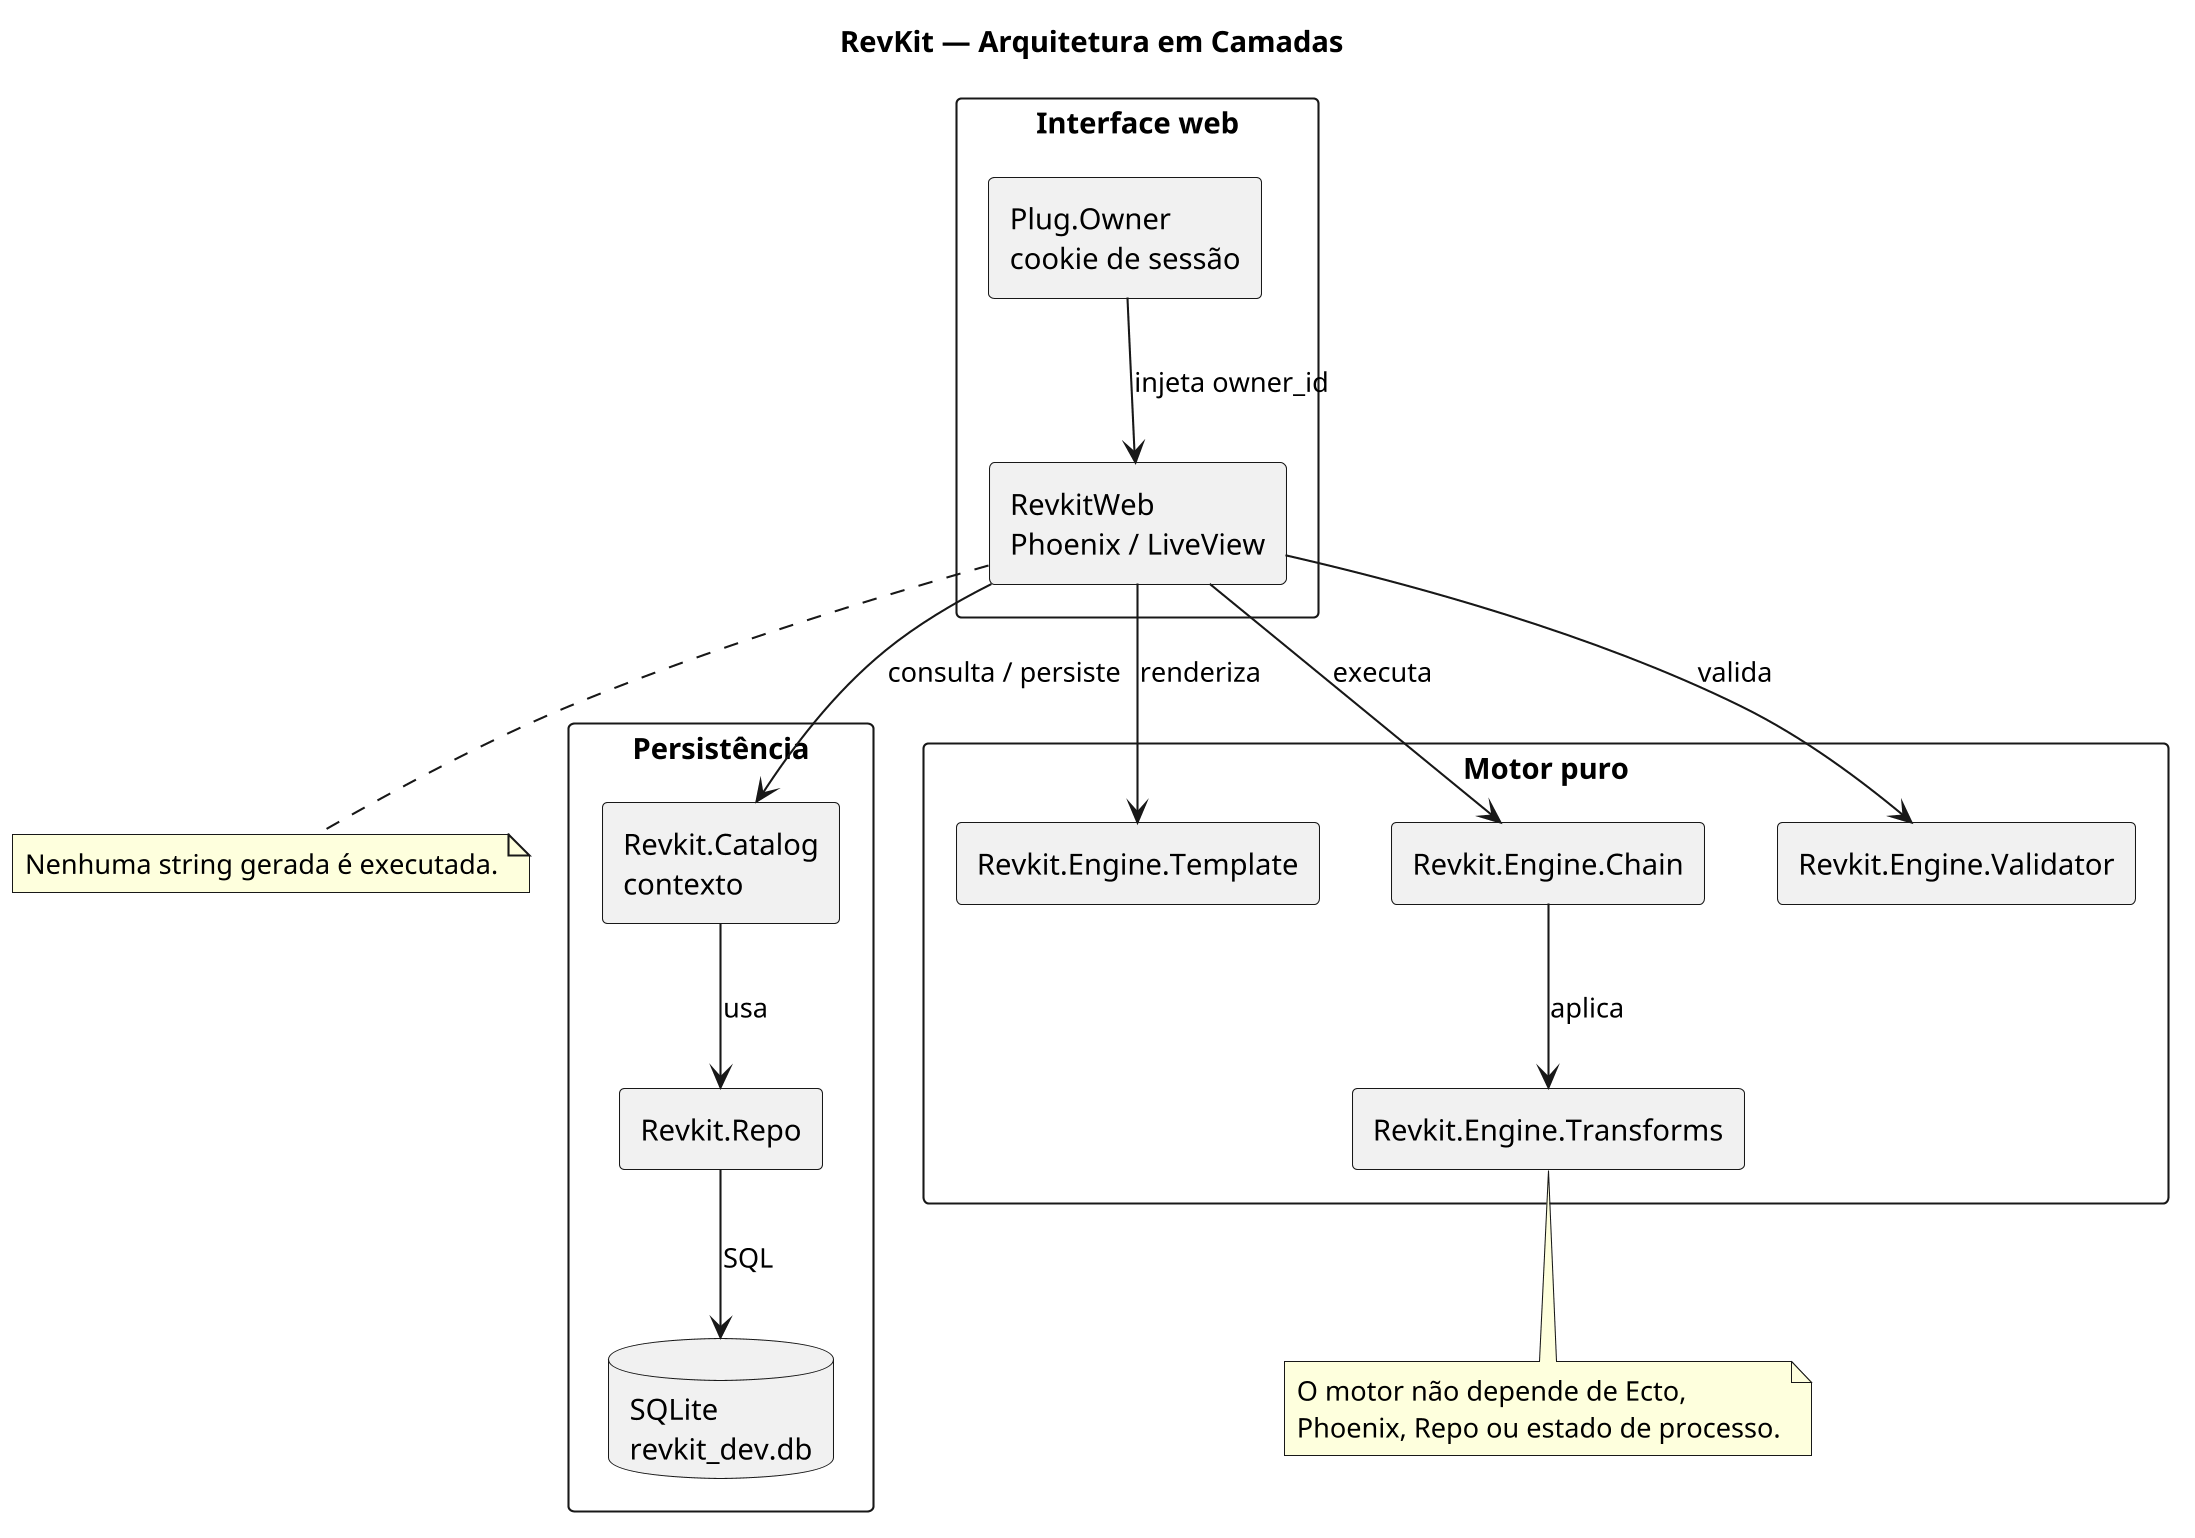 RevKit — Arquitetura em Camadas
Interface web
Plug.Owner
cookie de sessão
injeta owner_id
RevkitWeb
Phoenix / LiveView
consulta / persiste
renderiza
executa
valida
Persistência
Motor puro
Nenhuma string gerada é executada.
Revkit.Catalog
contexto
Revkit.Engine.Template
Revkit.Engine.Chain
Revkit.Engine.Validator
usa
aplica
Revkit.Repo
Revkit.Engine.Transforms
SQL
SQLite
revkit_dev.db
O motor não depende de Ecto,
Phoenix, Repo ou estado de processo.